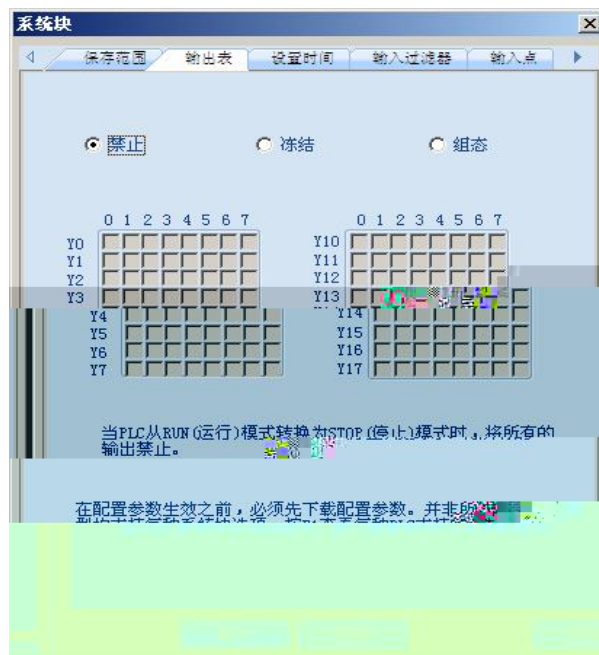 系统块
保存范围 输出表 设置时间 输入过滤器 输入点
禁止 冻结 组态
0 1 2 3 4 5 6 7 0 1 2 3 4 5 6 7
Y0 Y10
Y1 Y11
Y2 Y12
Y3 Y13
Y4 Y14
Y5 Y15
Y6 Y16
Y7 Y17
当PLC从RUN(运行)模式转换为STOP(停止)模式时,将所有的
输出禁止。
在配置参数生效之前,必须先下载配置参数。并非所